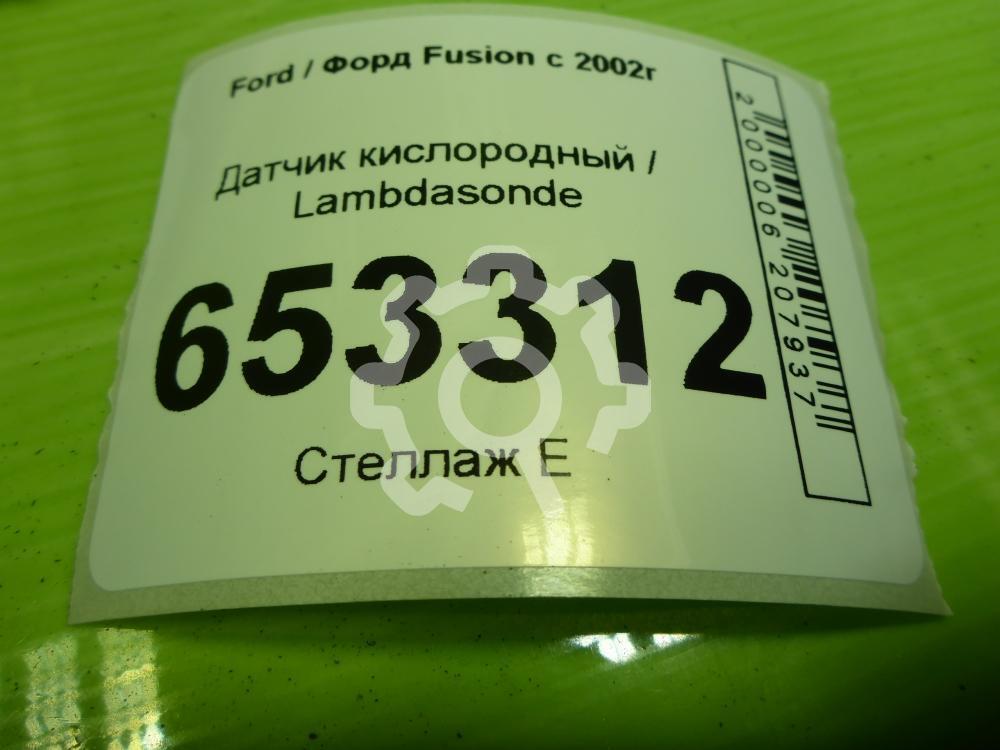 Ford / Форд Fusion с 2002г
Датчик кислородный /
Lambdasonde
653312
Стеллаж Е
2000006207937